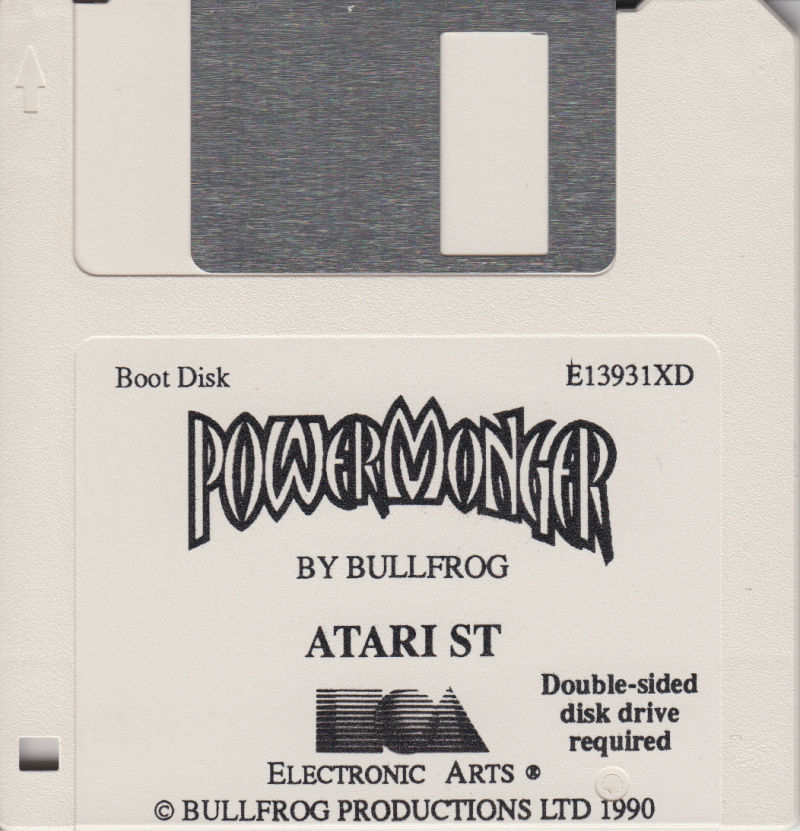 Boot Disk E13931XD
POWERMONGER
BY BULLFROG
ATARI ST
Double-sided
disk drive
required
EA
ELECTRONIC ARTS ®
© BULLFROG PRODUCTIONS LTD 1990